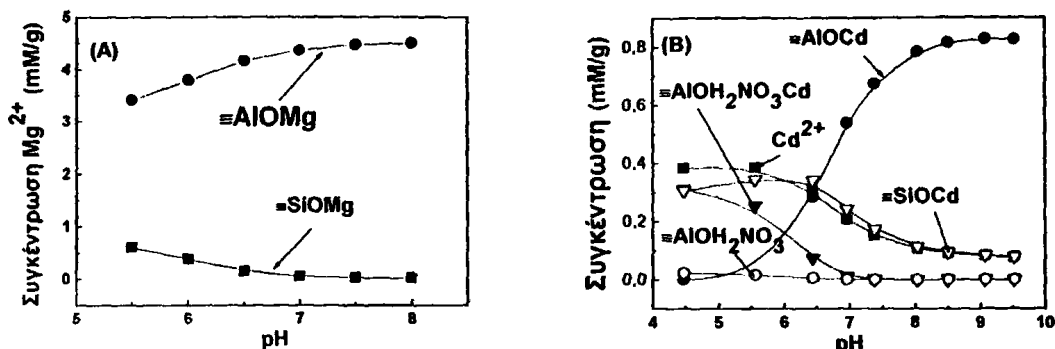 (A)
Συγκέντρωση Mg²⁺ (mM/g)
5
4
3
2
1
0
≡AlOMg
≡SiOMg
5 6 7 8
pH
(B)
Συγκέντρωση (mM/g)
0,8
0,6
0,4
0,2
0,0
≡AlOCd
≡AlOH₂NO₃Cd
Cd²⁺
≡SiOCd
≡AlOH₂NO₃
4 5 6 7 8 9 10
pH